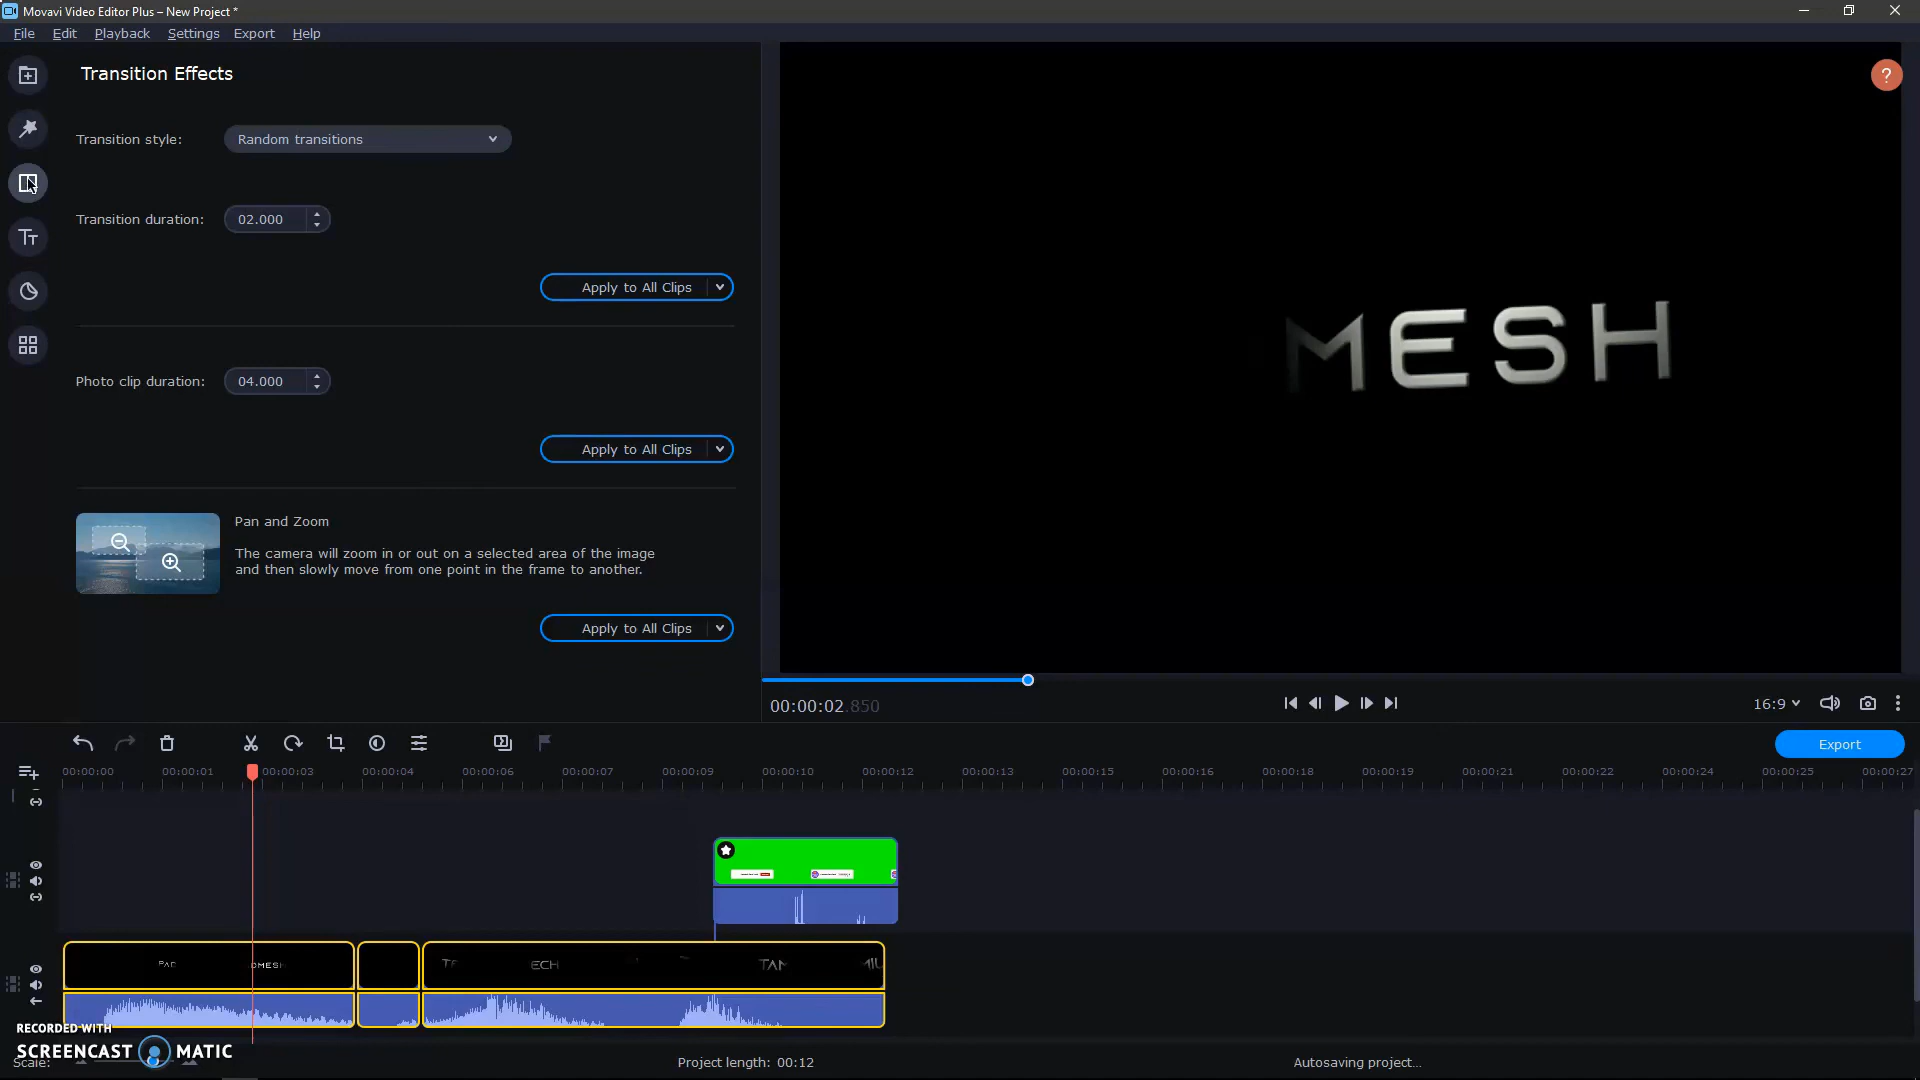 Movavi Video Editor Plus – New Project *
File Edit Playback Settings Export Help
Transition Effects
?
Transition style: Random transitions
Transition duration: 02.000
Apply to All Clips
MESH
Photo clip duration: 04.000
Apply to All Clips
Pan and Zoom
The camera will zoom in or out on a selected area of the image
and then slowly move from one point in the frame to another.
Apply to All Clips
00:00:02.850
16:9
Export
00:00:00 00:00:01 00:00:03 00:00:04 00:00:06 00:00:07 00:00:09 00:00:10 00:00:12 00:00:13 00:00:15 00:00:16 00:00:18 00:00:19 00:00:21 00:00:22 00:00:24 00:00:25 00:00:27
DMESH ECH TAN
RECORDED WITH
SCREENCAST MATIC
Scale: Project length: 00:12 Autosaving project...